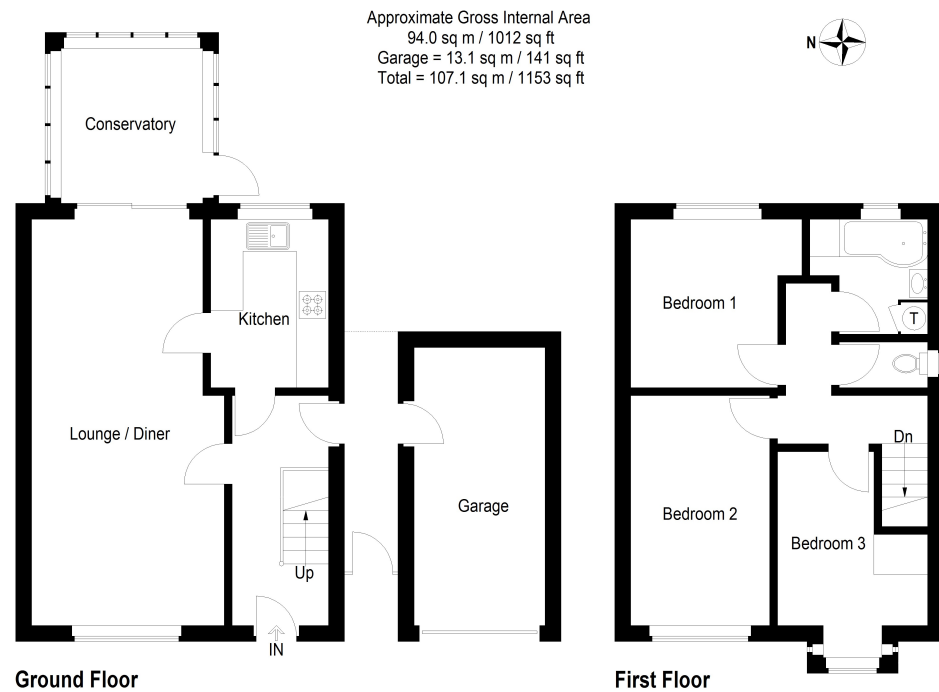 Approximate Gross Internal Area
94.0 sq m / 1012 sq ft
Garage = 13.1 sq m / 141 sq ft
Total = 107.1 sq m / 1153 sq ft
N
Conservatory
Kitchen
Lounge / Diner
Garage
Up
IN
Ground Floor
Bedroom 1
T
Dn
Bedroom 2
Bedroom 3
First Floor